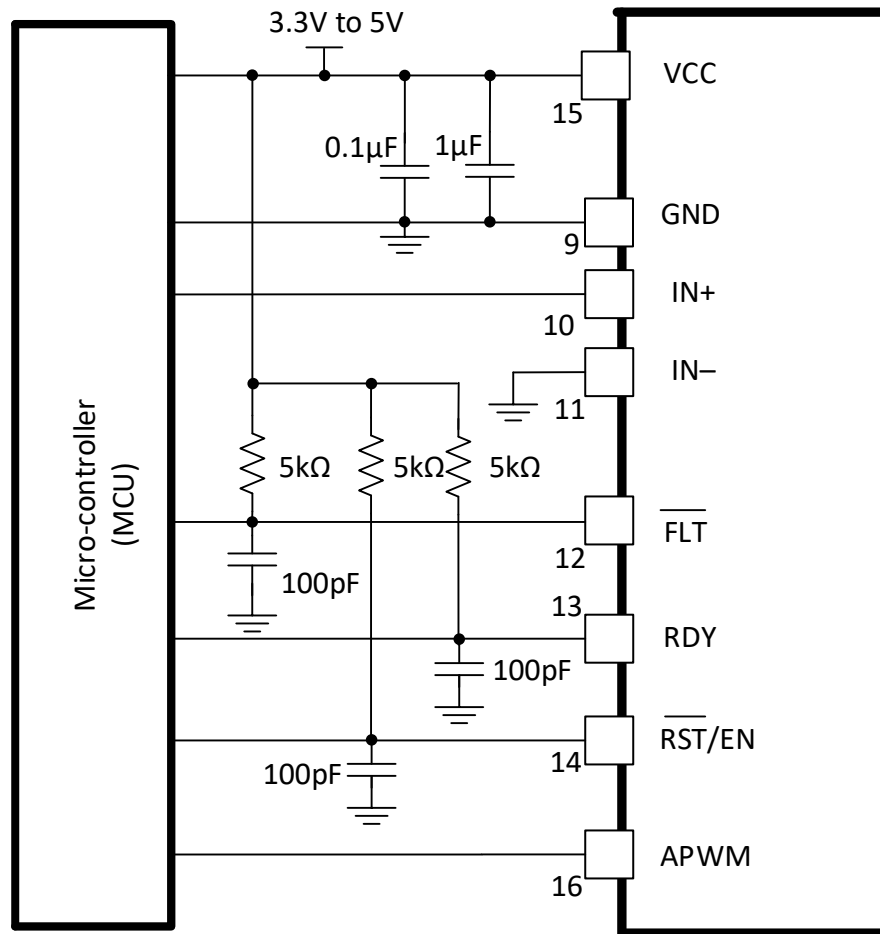 3.3V to 5V
VCC
15
0.1µF
1µF
GND
9
IN+
10
IN–
11
Micro-controller
(MCU)
5kΩ
5kΩ
5kΩ
FLT
12
100pF
13
RDY
100pF
RST/EN
14
100pF
APWM
16